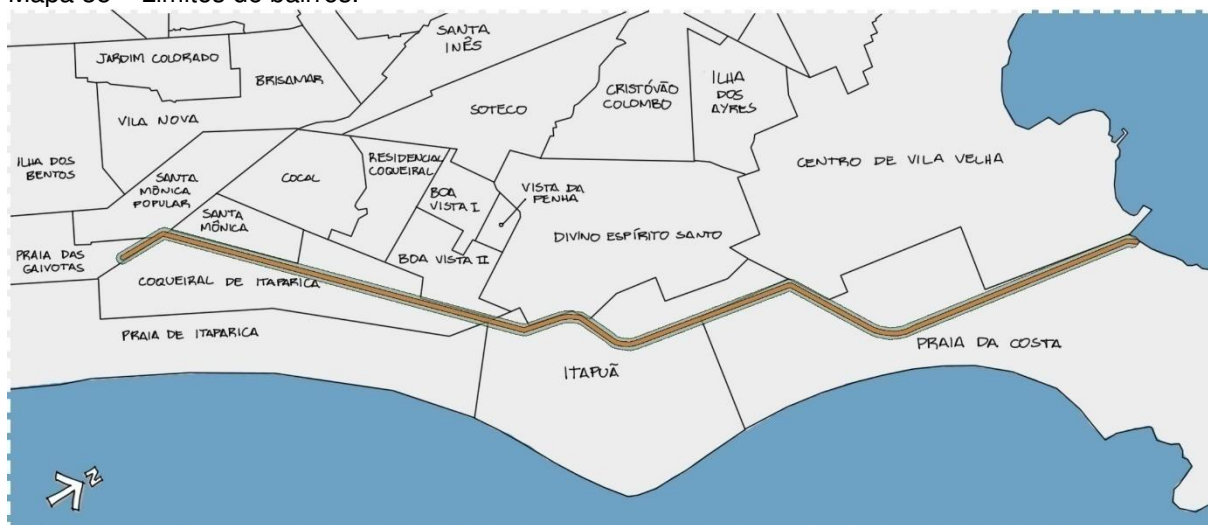 Mapa 08 – Limites de bairros.
SANTA
INÊS
JARDIM COLORADO
BRISAMAR
CRISTÓVÃO
COLOMBO
ILHA
DOS
AYRES
SOTECO
VILA NOVA
ILHA DOS
BENTOS
SANTA
MÔNICA
POPULAR
COCAL
RESIDENCIAL
COQUEIRAL
BOA
VISTA I
VISTA DA
PENHA
CENTRO DE VILA VELHA
SANTA
MÔNICA
DIVINO ESPÍRITO SANTO
PRAIA DAS
GAIVOTAS
BOA VISTA II
COQUEIRAL DE ITAPARICA
PRAIA DE ITAPARICA
PRAIA DA COSTA
ITAPUÃ
N